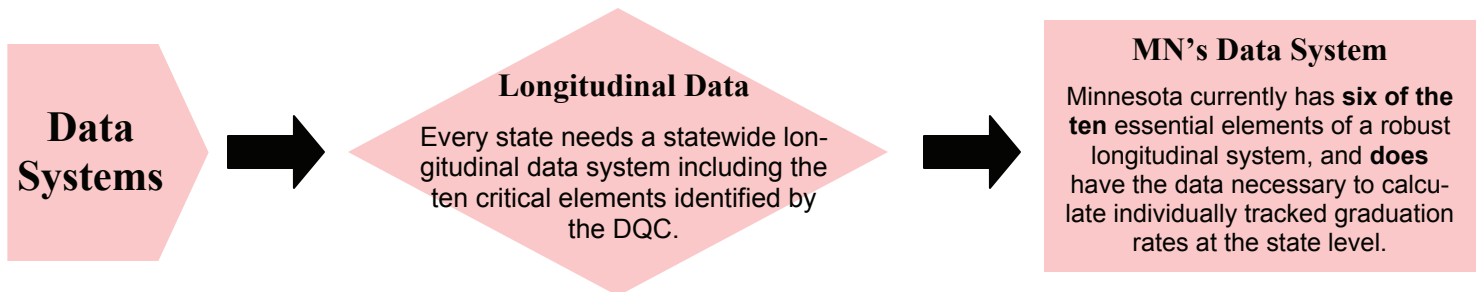 Data
Systems
Longitudinal Data
Every state needs a statewide lon-
gitudinal data system including the
ten critical elements identified by
the DQC.
MN's Data System
Minnesota currently has six of the
ten essential elements of a robust
longitudinal system, and does
have the data necessary to calcu-
late individually tracked graduation
rates at the state level.